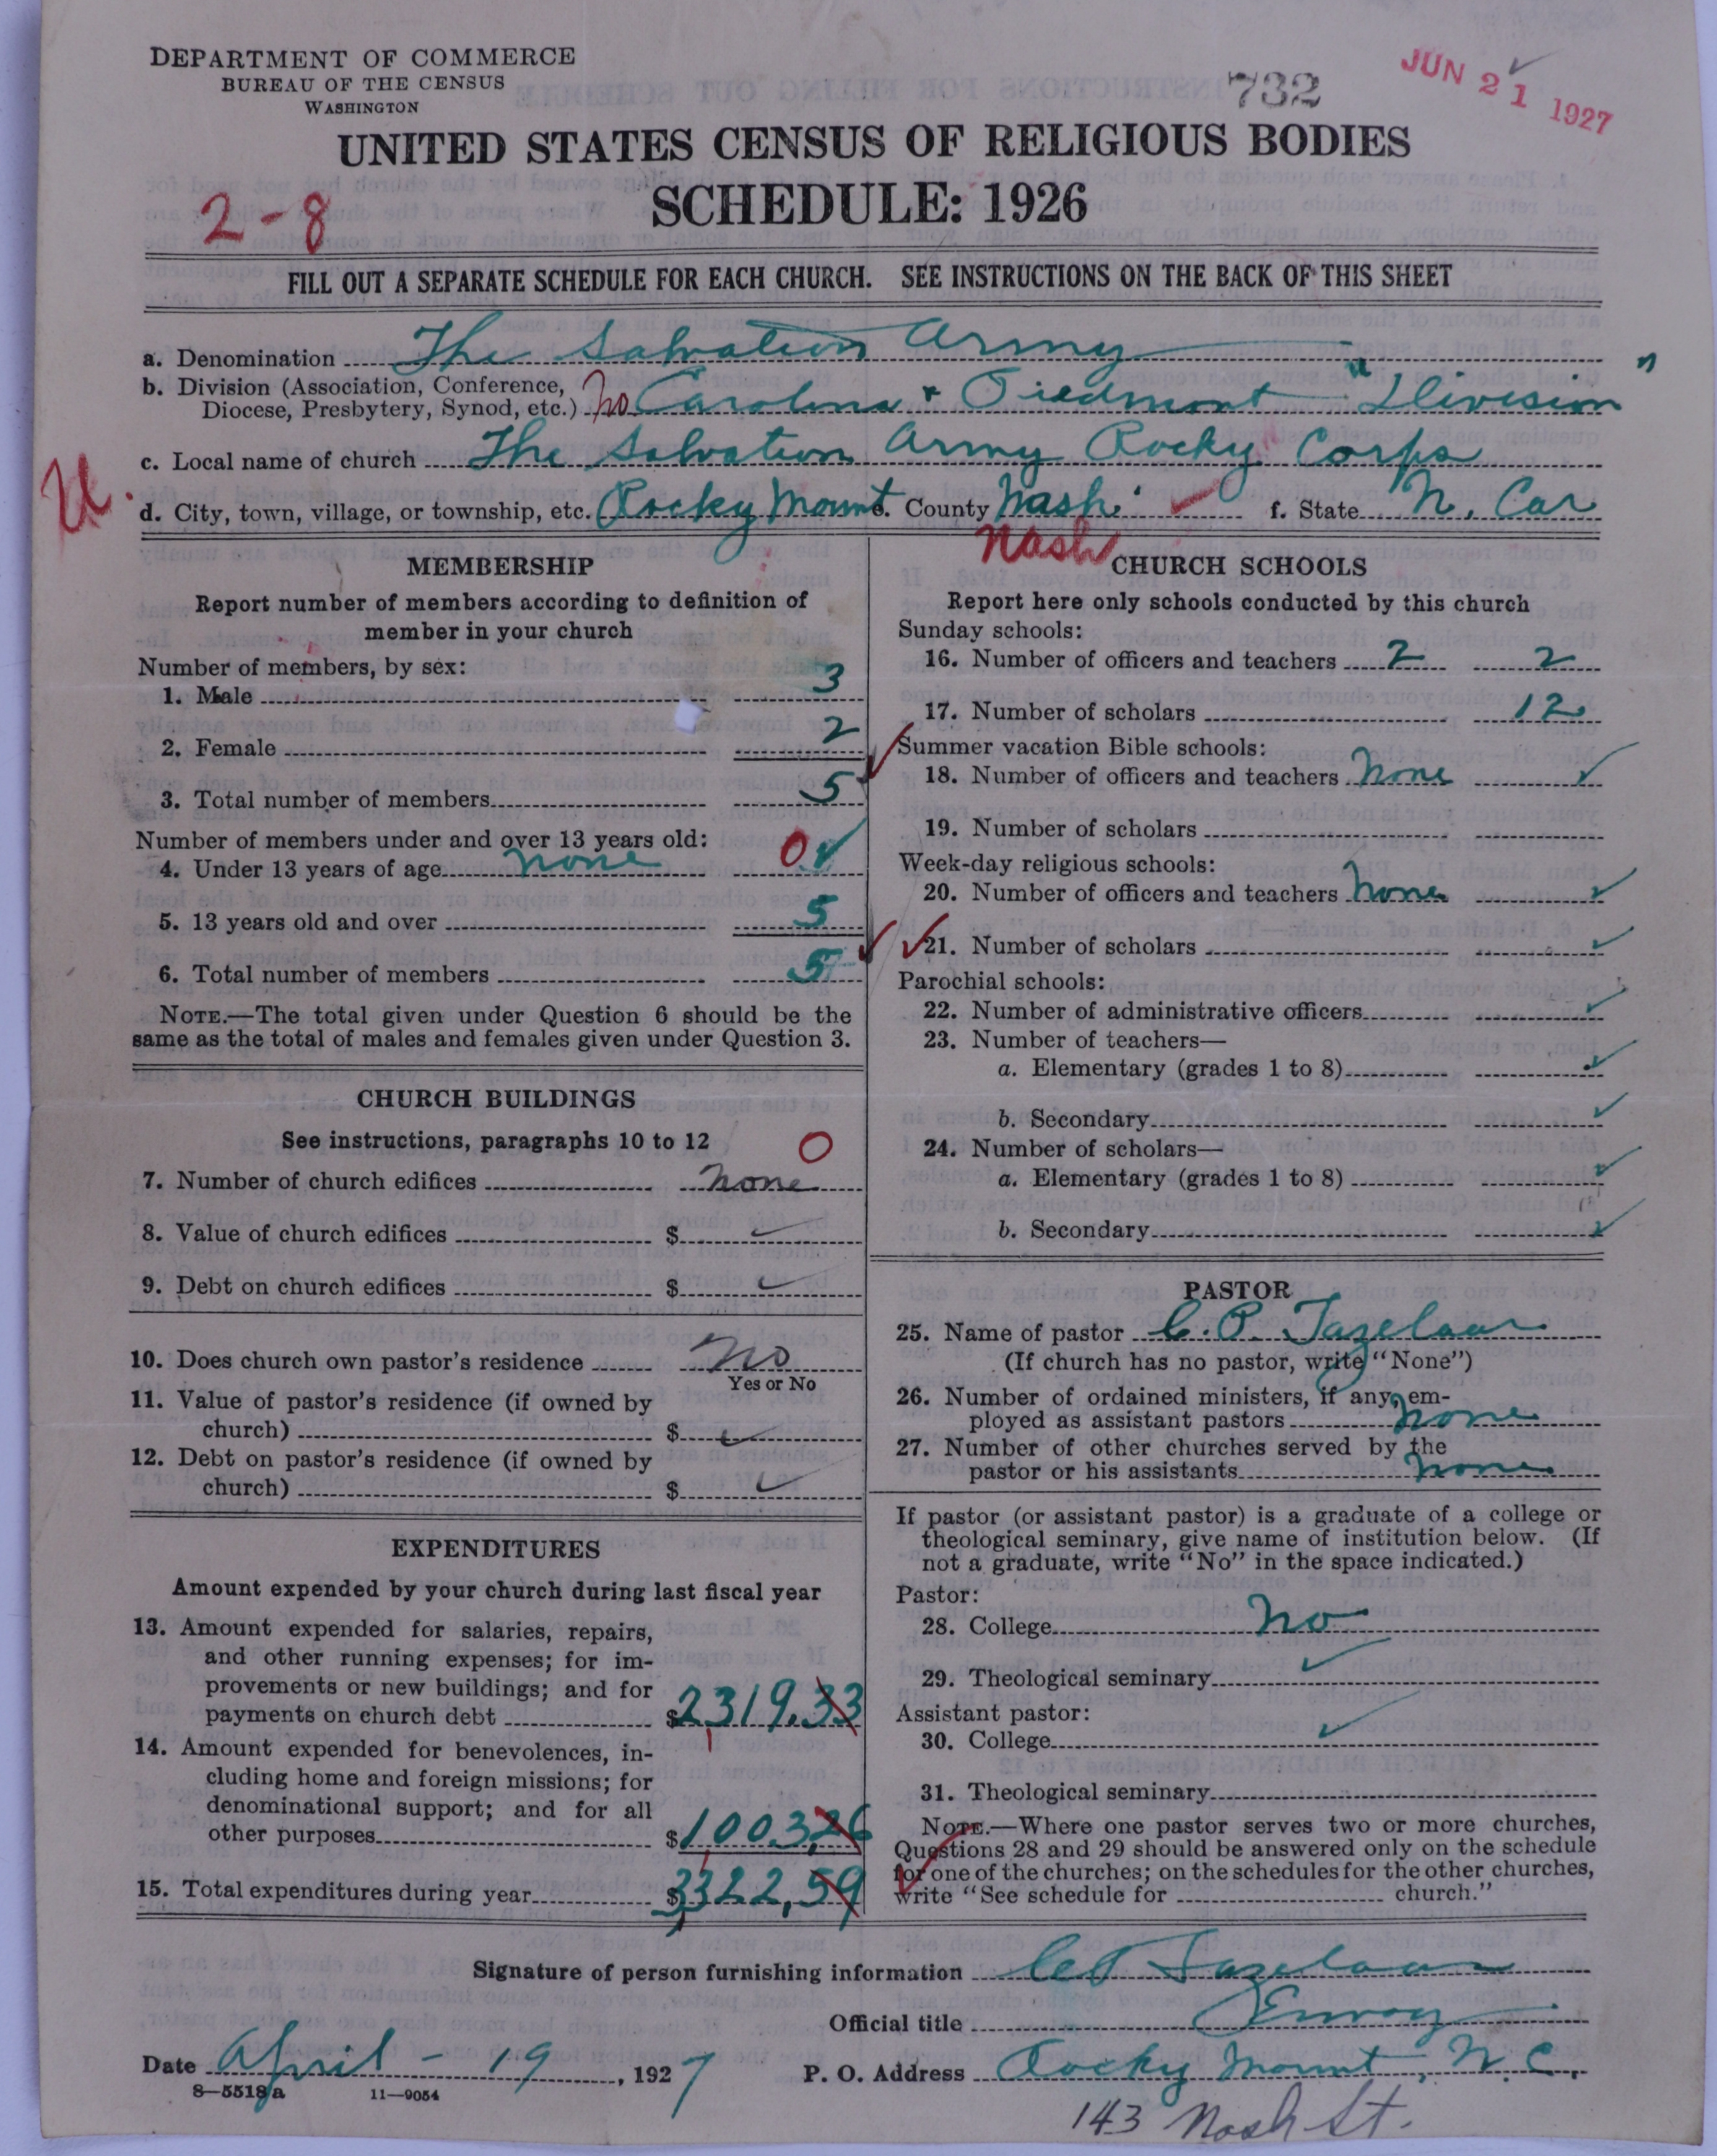 DEPARTMENT OF COMMERCE
BUREAU OF THE CENSUS
WASHINGTON
732
JUN 21 1927
UNITED STATES CENSUS OF RELIGIOUS BODIES
SCHEDULE: 1926
2-8
FILL OUT A SEPARATE SCHEDULE FOR EACH CHURCH. SEE INSTRUCTIONS ON THE BACK OF THIS SHEET
a. Denomination The Salvation Army
b. Division (Association, Conference,
Diocese, Presbytery, Synod, etc.) No Carolina & Piedmont "Division"
c. Local name of church The Salvation Army Rocky Corps
U.
d. City, town, village, or township, etc. Rocky Mount e. County Nash f. State N. Car
Nash
MEMBERSHIP
Report number of members according to definition of
member in your church
Number of members, by sex:
1. Male 3
2. Female 2
3. Total number of members 5
Number of members under and over 13 years old:
4. Under 13 years of age none 0
5. 13 years old and over 5
6. Total number of members 5
NOTE.—The total given under Question 6 should be the
same as the total of males and females given under Question 3.
CHURCH BUILDINGS
See instructions, paragraphs 10 to 12 0
7. Number of church edifices none
8. Value of church edifices $
9. Debt on church edifices $
10. Does church own pastor's residence No
Yes or No
11. Value of pastor's residence (if owned by
church) $
12. Debt on pastor's residence (if owned by
church) $
EXPENDITURES
Amount expended by your church during last fiscal year
13. Amount expended for salaries, repairs,
and other running expenses; for im-
provements or new buildings; and for
payments on church debt $2,319.33
14. Amount expended for benevolences, in-
cluding home and foreign missions; for
denominational support; and for all
other purposes $1,003.26
15. Total expenditures during year $3,322.59
CHURCH SCHOOLS
Report here only schools conducted by this church
Sunday schools:
16. Number of officers and teachers 2 2
17. Number of scholars 12
Summer vacation Bible schools:
18. Number of officers and teachers None
19. Number of scholars
Week-day religious schools:
20. Number of officers and teachers None
21. Number of scholars
Parochial schools:
22. Number of administrative officers
23. Number of teachers—
a. Elementary (grades 1 to 8)
b. Secondary
24. Number of scholars—
a. Elementary (grades 1 to 8)
b. Secondary
PASTOR
25. Name of pastor C. P. Tazelaar
(If church has no pastor, write "None")
26. Number of ordained ministers, if any, em-
ployed as assistant pastors none
27. Number of other churches served by the
pastor or his assistants none
If pastor (or assistant pastor) is a graduate of a college or
theological seminary, give name of institution below. (If
not a graduate, write "No" in the space indicated.)
Pastor:
28. College No
29. Theological seminary
Assistant pastor:
30. College
31. Theological seminary
NOTE.—Where one pastor serves two or more churches,
Questions 28 and 29 should be answered only on the schedule
for one of the churches; on the schedules for the other churches,
write "See schedule for church."
Signature of person furnishing information C P Tazelaar
Official title Envoy
Date April - 19, 1927 P. O. Address Rocky Mount, N. C.
8—5518 a 11—9054
143 Nash St.